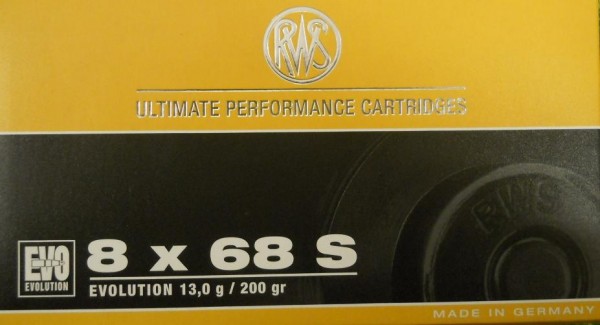 RWS
ULTIMATE PERFORMANCE CARTRIDGES
RWS
EVO
EVOLUTION
8 x 68 S
EVOLUTION 13,0 g / 200 gr
MADE IN GERMANY